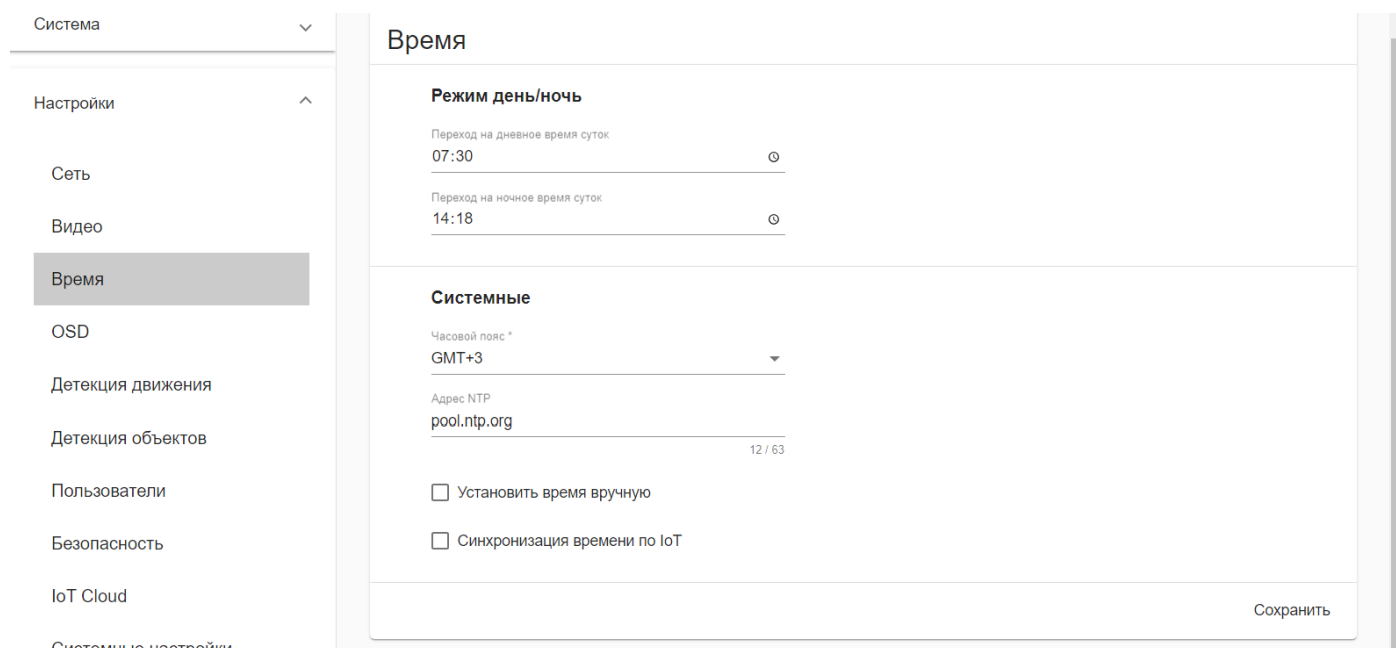 Система
Настройки
Сеть
Видео
Время
OSD
Детекция движения
Детекция объектов
Пользователи
Безопасность
IoT Cloud
Системные настройки
Время
Режим день/ночь
Переход на дневное время суток
07:30
Переход на ночное время суток
14:18
Системные
Часовой пояс *
GMT+3
Адрес NTP
pool.ntp.org
12 / 63
Установить время вручную
Синхронизация времени по IoT
Сохранить